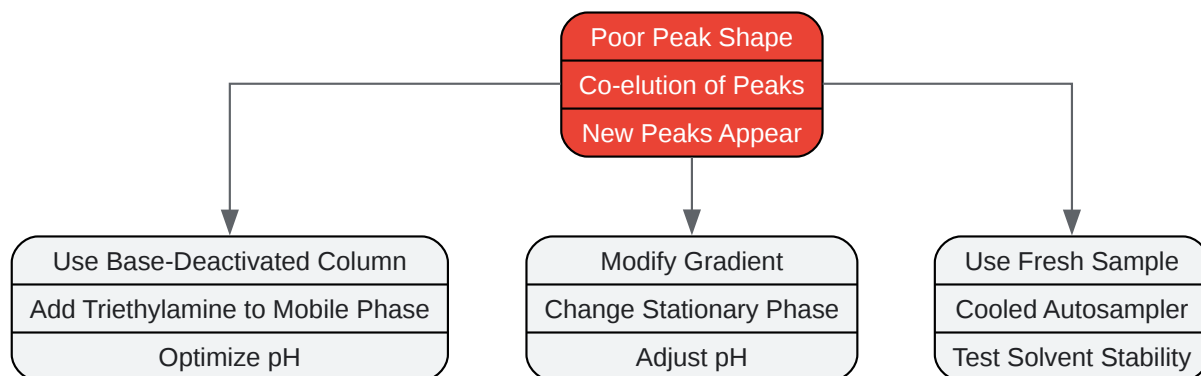 Poor Peak Shape
Co-elution of Peaks
New Peaks Appear
Use Base-Deactivated Column
Add Triethylamine to Mobile Phase
Optimize pH
Modify Gradient
Change Stationary Phase
Adjust pH
Use Fresh Sample
Cooled Autosampler
Test Solvent Stability